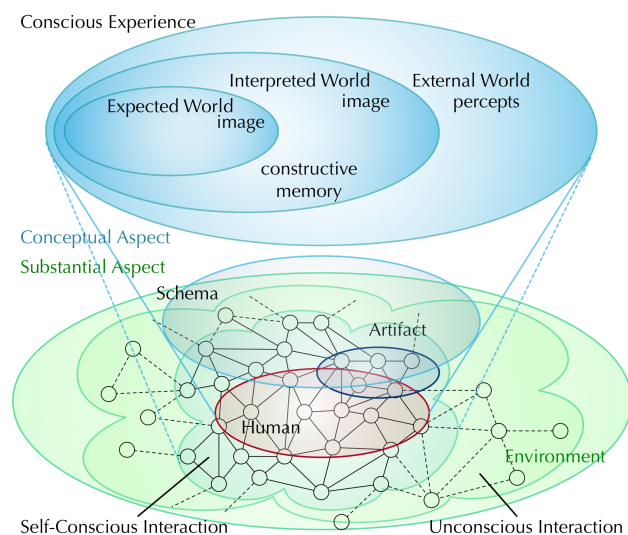 Conscious Experience
Interpreted World
image
External World
percepts
Expected World
image
constructive
memory
Conceptual Aspect
Substantial Aspect
Schema
Artifact
Human
Environment
Self-Conscious Interaction
Unconscious Interaction